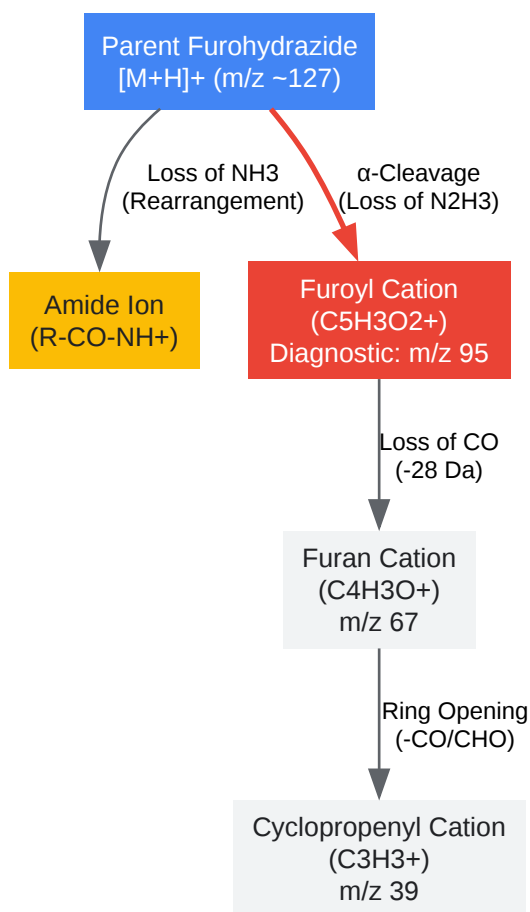 Parent Furohydrazide
[M+H]+ (m/z ~127)
Loss of NH3
(Rearrangement)
α-Cleavage
(Loss of N2H3)
Amide Ion
(R-CO-NH+)
Furoyl Cation
(C5H3O2+)
Diagnostic: m/z 95
Loss of CO
(-28 Da)
Furan Cation
(C4H3O+)
m/z 67
Ring Opening
(-CO/CHO)
Cyclopropenyl Cation
(C3H3+)
m/z 39